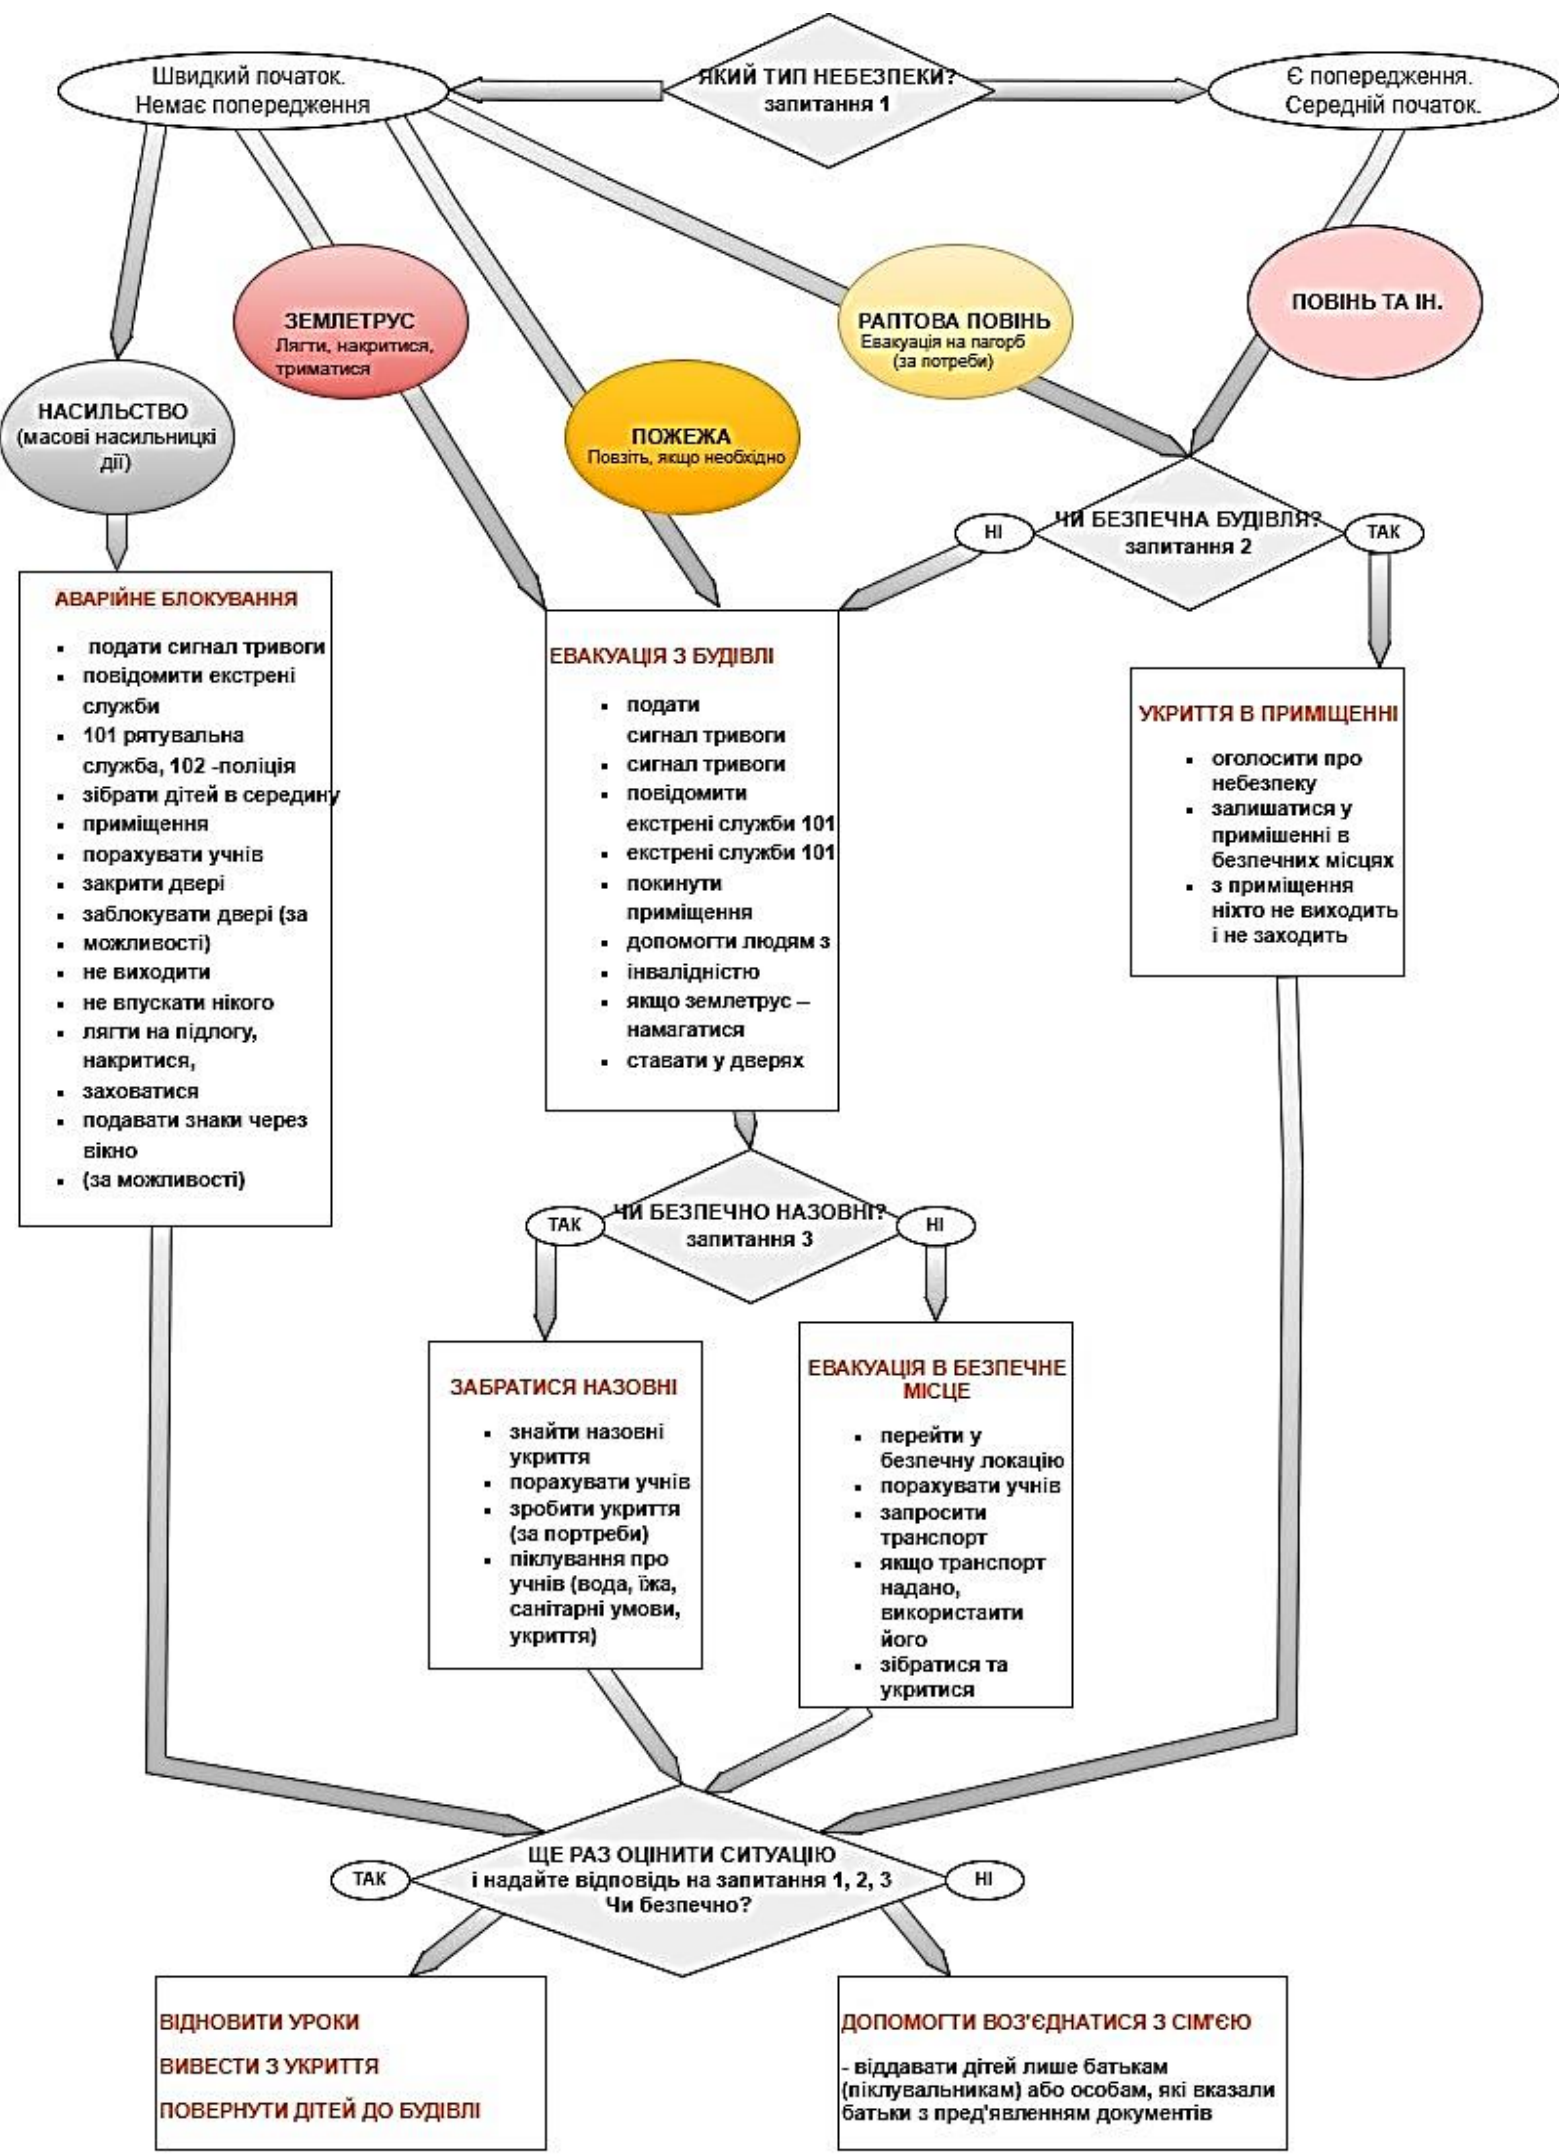 ЯКИЙ ТИП НЕБЕЗПЕКИ?
запитання 1
Швидкий початок.
Немає попередження
Є попередження.
Середній початок.
НАСИЛЬСТВО
(масові насильницкі
дії)
ЗЕМЛЕТРУС
Лягти, накритися,
триматися
ПОЖЕЖА
Повзіть, якщо необхідно
РАПТОВА ПОВІНЬ
Евакуація на пагорб
(за потреби)
ПОВІНЬ ТА ІН.
ЧИ БЕЗПЕЧНА БУДІВЛЯ?
запитання 2
НІ
ТАК
АВАРІЙНЕ БЛОКУВАННЯ
▪ подати сигнал тривоги
▪ повідомити екстрені
служби
▪ 101 рятувальна
служба, 102 -поліція
▪ зібрати дітей в середину
▪ приміщення
▪ порахувати учнів
▪ закрити двері
▪ заблокувати двері (за
▪ можливості)
▪ не виходити
▪ не впускати нікого
▪ лягти на підлогу,
накритися,
▪ заховатися
▪ подавати знаки через
вікно
▪ (за можливості)
ЕВАКУАЦІЯ З БУДІВЛІ
▪ подати
сигнал тривоги
▪ сигнал тривоги
▪ повідомити
екстрені служби 101
▪ екстрені служби 101
▪ покинути
приміщення
▪ допомогти людям з
▪ інвалідністю
▪ якщо землетрус –
намагатися
▪ ставати у дверях
УКРИТТЯ В ПРИМІЩЕННІ
▪ оголосити про
небезпеку
▪ залишатися у
примішенні в
безпечних місцях
▪ з приміщення
ніхто не виходить
і не заходить
ЧИ БЕЗПЕЧНО НАЗОВНІ?
запитання 3
ТАК
НІ
ЗАБРАТИСЯ НАЗОВНІ
▪ знайти назовні
укриття
▪ порахувати учнів
▪ зробити укриття
(за портреби)
▪ піклування про
учнів (вода, їжа,
санітарні умови,
укриття)
ЕВАКУАЦІЯ В БЕЗПЕЧНЕ
МІСЦЕ
▪ перейти у
безпечну локацію
▪ порахувати учнів
▪ запросити
транспорт
▪ якщо транспорт
надано,
використаити
його
▪ зібратися та
укритися
ЩЕ РАЗ ОЦІНИТИ СИТУАЦІЮ
і надайте відповідь на запитання 1, 2, 3
Чи безпечно?
ТАК
НІ
ВІДНОВИТИ УРОКИ
ВИВЕСТИ З УКРИТТЯ
ПОВЕРНУТИ ДІТЕЙ ДО БУДІВЛІ
ДОПОМОГТИ ВОЗ'ЄДНАТИСЯ З СІМ'ЄЮ
- віддавати дітей лише батькам
(піклувальникам) або особам, які вказали
батьки з пред'явленням документів